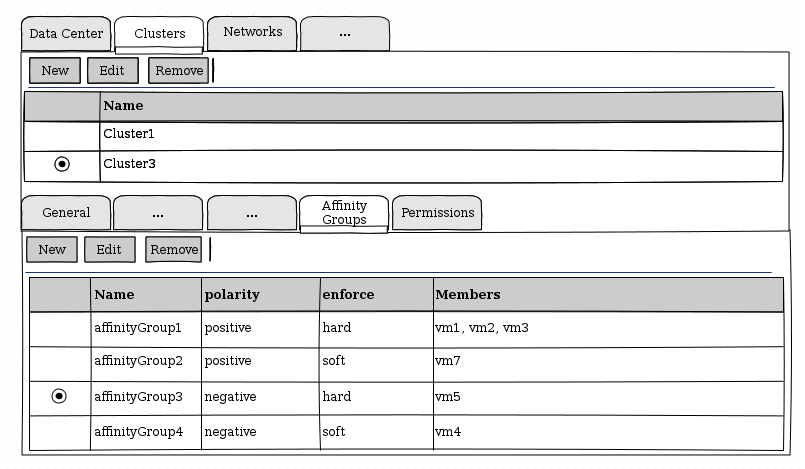 Data Center Clusters Networks ...
New Edit Remove
Name
Cluster1
Cluster3
General ... ... Affinity Groups Permissions
New Edit Remove
Name polarity enforce Members
affinityGroup1 positive hard vm1, vm2, vm3
affinityGroup2 positive soft vm7
affinityGroup3 negative hard vm5
affinityGroup4 negative soft vm4